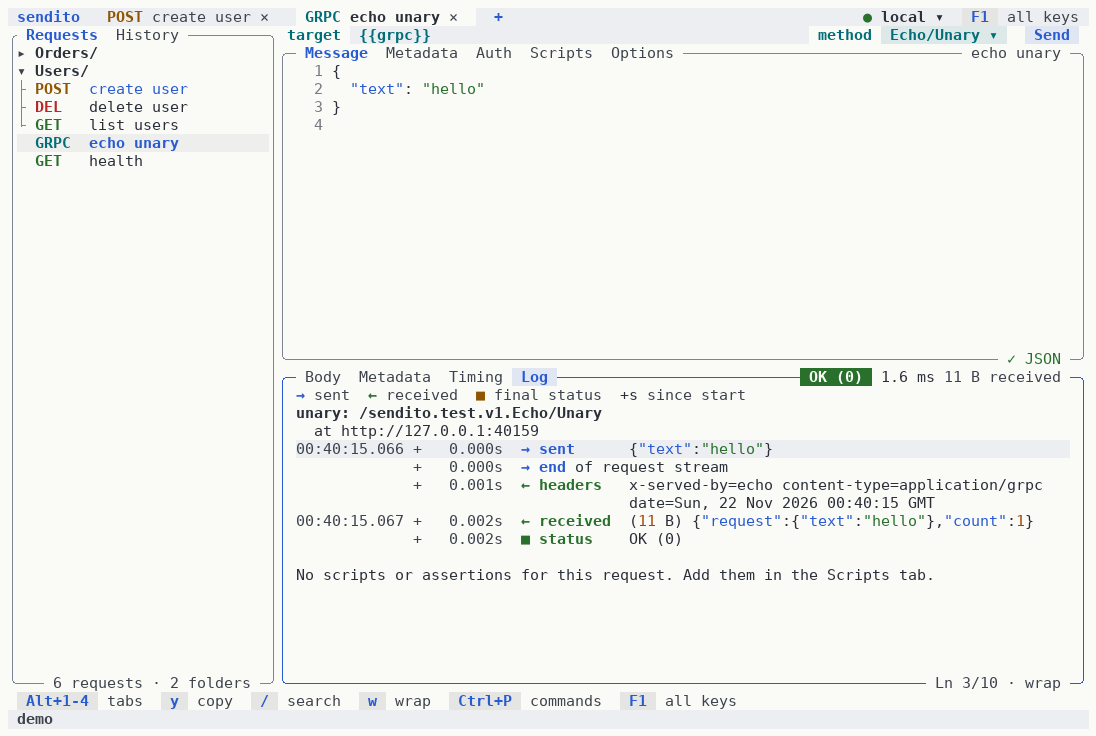 sendito POST create user × GRPC echo unary × + ● local ▾ F1 all keys
Requests History target {{grpc}} method Echo/Unary ▾ Send
▸ Orders/ Message Metadata Auth Scripts Options echo unary
▾ Users/ 1 {
POST create user 2 "text": "hello"
DEL delete user 3 }
GET list users 4
GRPC echo unary
GET health
✓ JSON
Body Metadata Timing Log OK (0) 1.6 ms 11 B received
→ sent ← received ■ final status +s since start
unary: /sendito.test.v1.Echo/Unary
at http://127.0.0.1:40159
00:40:15.066 + 0.000s → sent {"text":"hello"}
+ 0.000s → end of request stream
+ 0.001s ← headers x-served-by=echo content-type=application/grpc
date=Sun, 22 Nov 2026 00:40:15 GMT
00:40:15.067 + 0.002s ← received (11 B) {"request":{"text":"hello"},"count":1}
+ 0.002s ■ status OK (0)
No scripts or assertions for this request. Add them in the Scripts tab.
6 requests · 2 folders Ln 3/10 · wrap
Alt+1-4 tabs y copy / search w wrap Ctrl+P commands F1 all keys
demo